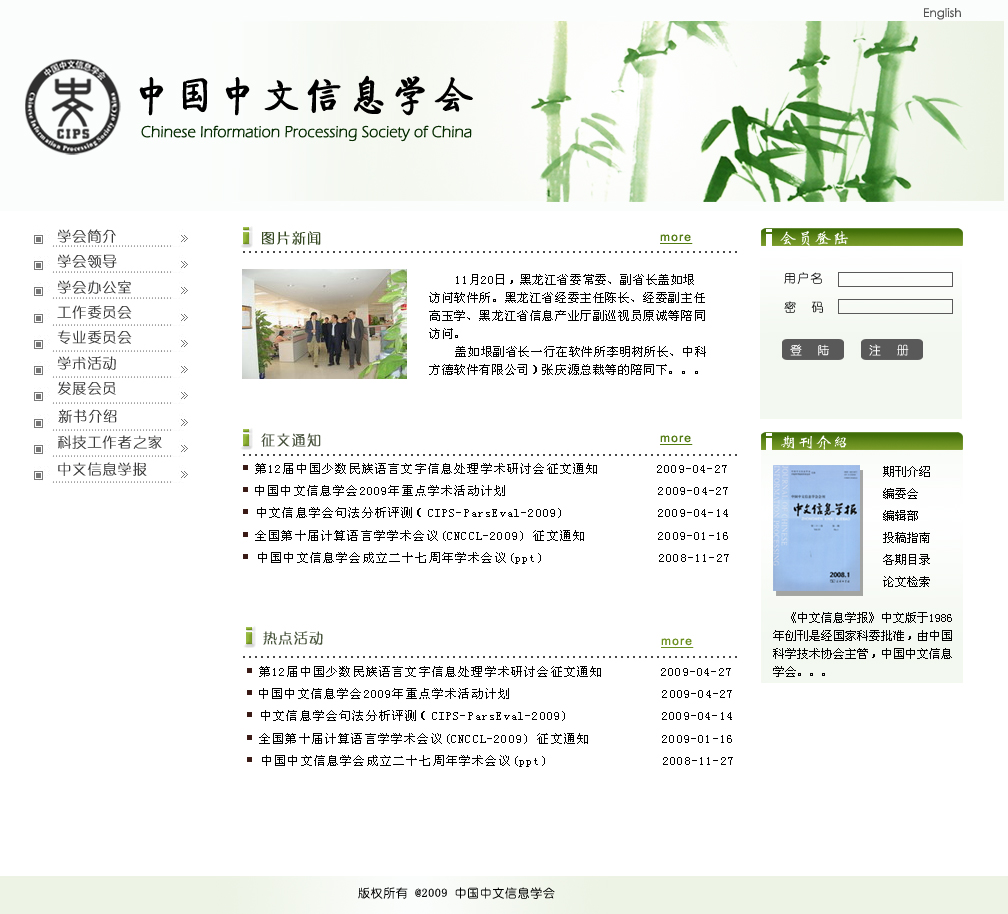 English
中国中文信息学会
CIPS
中国中文信息学会
Chinese Information Processing Society of China
Chinese Information Processing Society of China
学会简介
学会领导
学会办公室
工作委员会
专业委员会
学术活动
发展会员
新书介绍
科技工作者之家
中文信息学报
图片新闻
more
11月20日，黑龙江省委常委、副省长盖如垠
访问软件所。黑龙江省经委主任陈长、经委副主任
高玉学、黑龙江省信息产业厅副巡视员原诚等陪同
访问。
盖如垠副省长一行在软件所李明树所长、中科
方德软件有限公司)张庆源总裁等的陪同下。。。
征文通知
more
第12届中国少数民族语言文字信息处理学术研讨会征文通知 2009-04-27
中国中文信息学会2009年重点学术活动计划 2009-04-27
中文信息学会句法分析评测(CIPS-ParsEval-2009) 2009-04-14
全国第十届计算语言学学术会议(CNCCL-2009) 征文通知 2009-01-16
中国中文信息学会成立二十七周年学术会议(ppt) 2008-11-27
热点活动
more
第12届中国少数民族语言文字信息处理学术研讨会征文通知 2009-04-27
中国中文信息学会2009年重点学术活动计划 2009-04-27
中文信息学会句法分析评测(CIPS-ParsEval-2009) 2009-04-14
全国第十届计算语言学学术会议(CNCCL-2009) 征文通知 2009-01-16
中国中文信息学会成立二十七周年学术会议(ppt) 2008-11-27
会员登陆
用户名
密 码
登 陆
注 册
期刊介绍
中文信息学报
2008.1
期刊介绍
编委会
编辑部
投稿指南
各期目录
论文检索
《中文信息学报》中文版于1986
年创刊是经国家科委批准，由中国
科学技术协会主管，中国中文信息
学会。。。
版权所有 @2009 中国中文信息学会